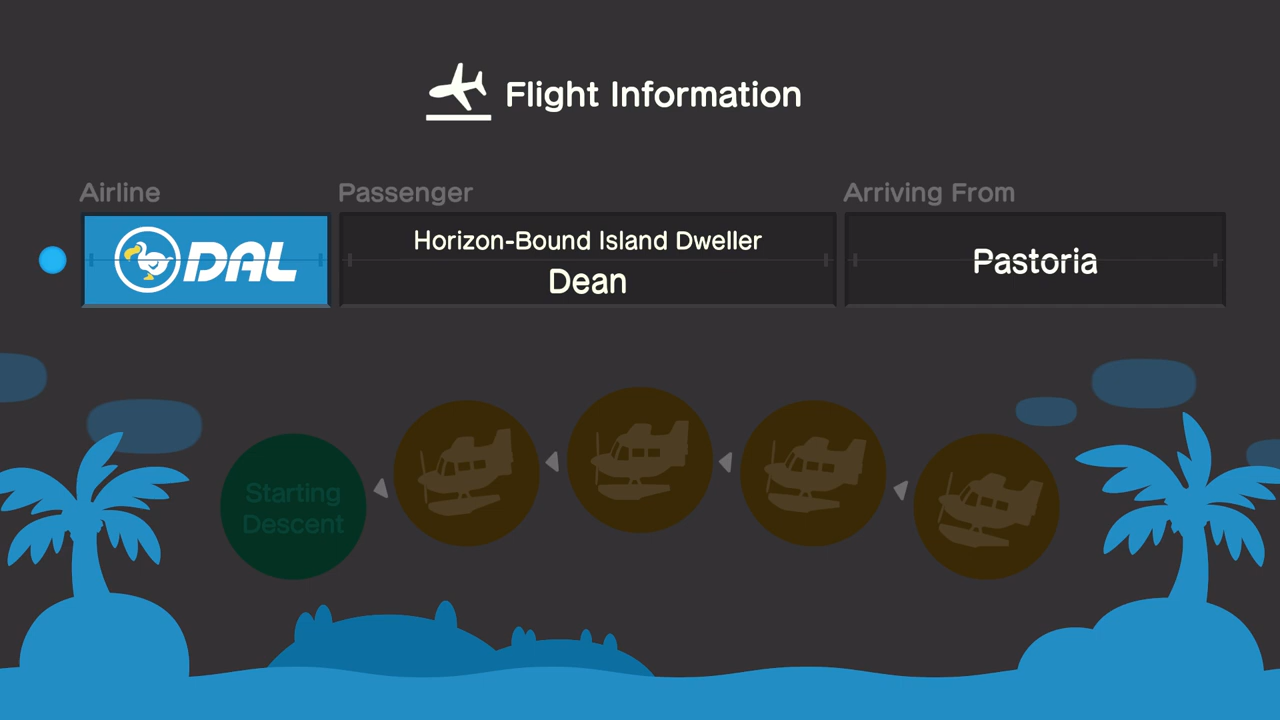 Flight Information
Airline
Passenger
Arriving From
DAL
Horizon-Bound Island Dweller
Dean
Pastoria
Starting
Descent